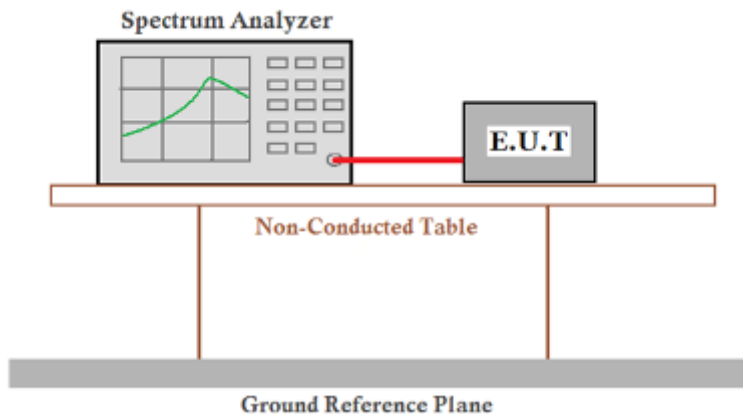 Spectrum Analyzer
E.U.T
Non-Conducted Table
Ground Reference Plane